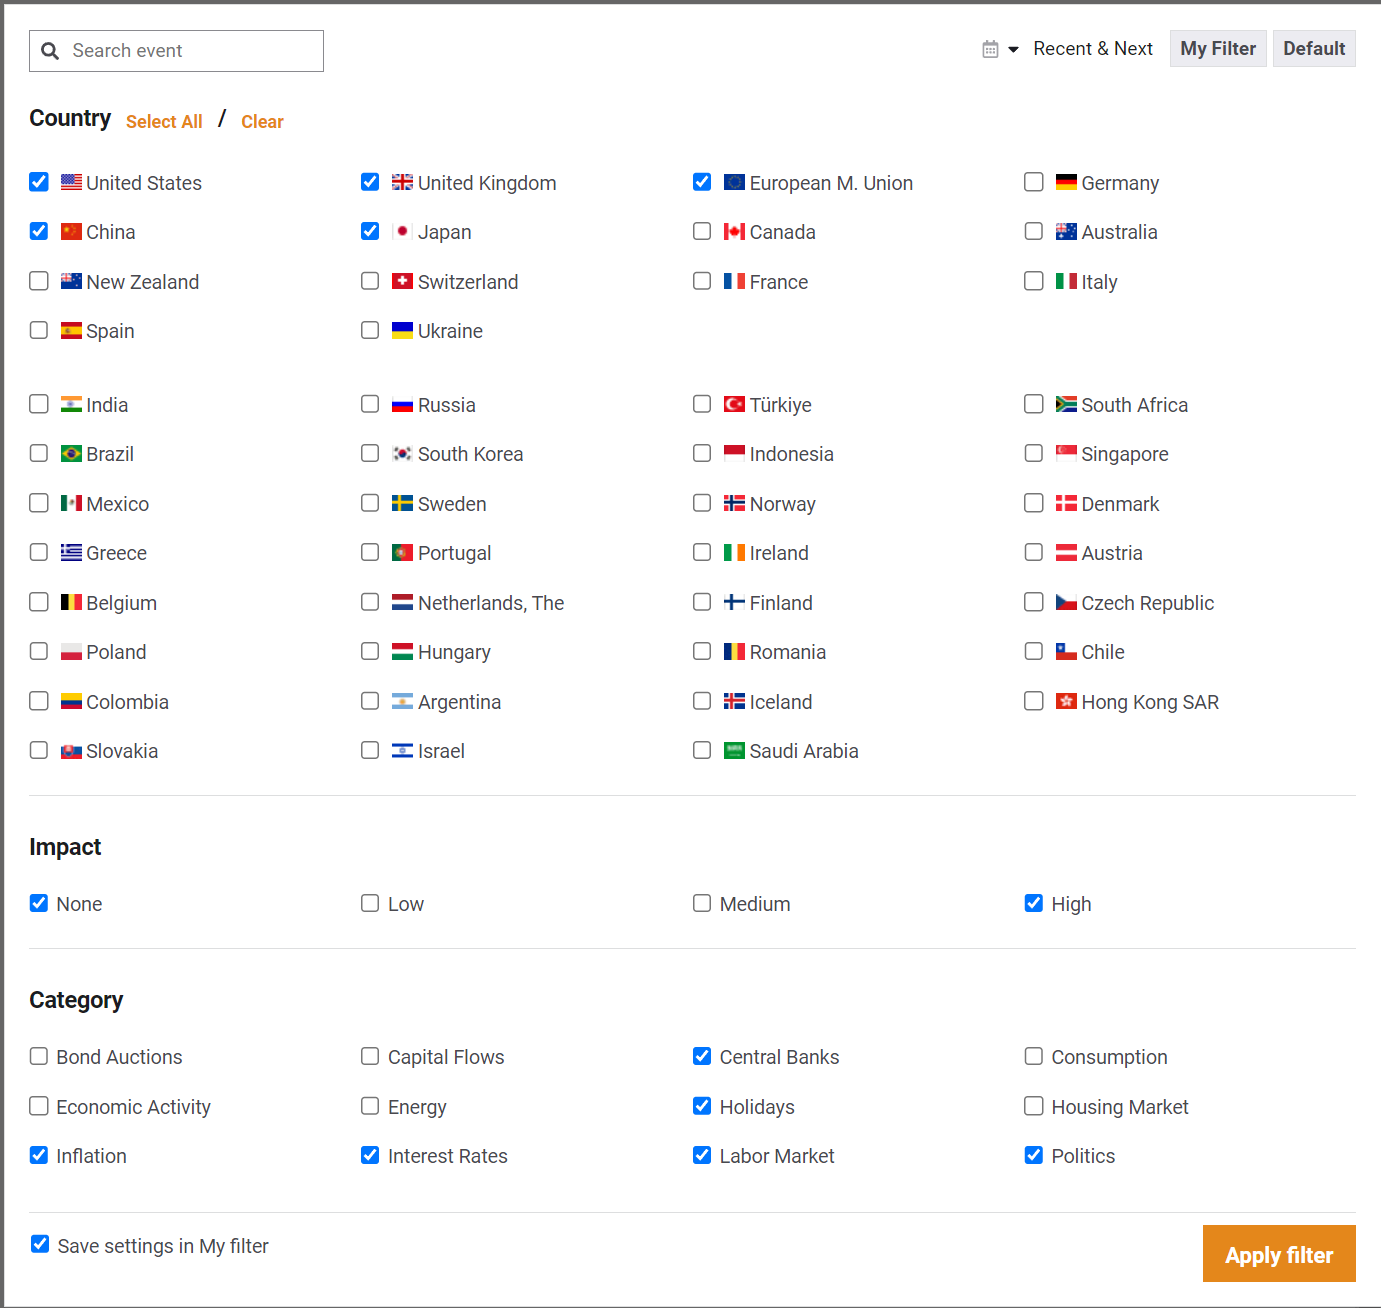 Search event
Recent & Next My Filter Default
Country Select All / Clear
United States United Kingdom European M. Union Germany
China Japan Canada Australia
New Zealand Switzerland France Italy
Spain Ukraine
India Russia Türkiye South Africa
Brazil South Korea Indonesia Singapore
Mexico Sweden Norway Denmark
Greece Portugal Ireland Austria
Belgium Netherlands, The Finland Czech Republic
Poland Hungary Romania Chile
Colombia Argentina Iceland Hong Kong SAR
Slovakia Israel Saudi Arabia
Impact
None Low Medium High
Category
Bond Auctions Capital Flows Central Banks Consumption
Economic Activity Energy Holidays Housing Market
Inflation Interest Rates Labor Market Politics
Save settings in My filter Apply filter